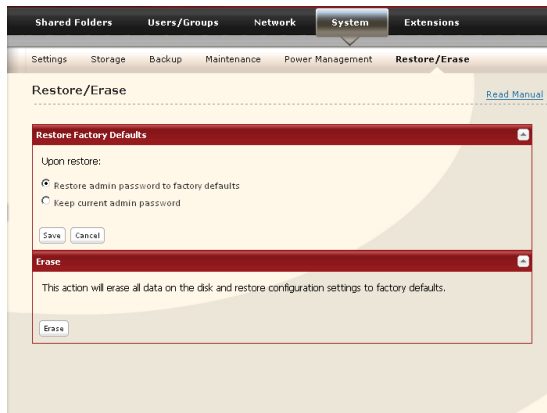 Shared Folders Users/Groups Network System Extensions
Settings Storage Backup Maintenance Power Management Restore/Erase
Restore/Erase
Read Manual
Restore Factory Defaults
Upon restore:
Restore admin password to factory defaults
Keep current admin password
Save Cancel
Erase
This action will erase all data on the disk and restore configuration settings to factory defaults.
Erase